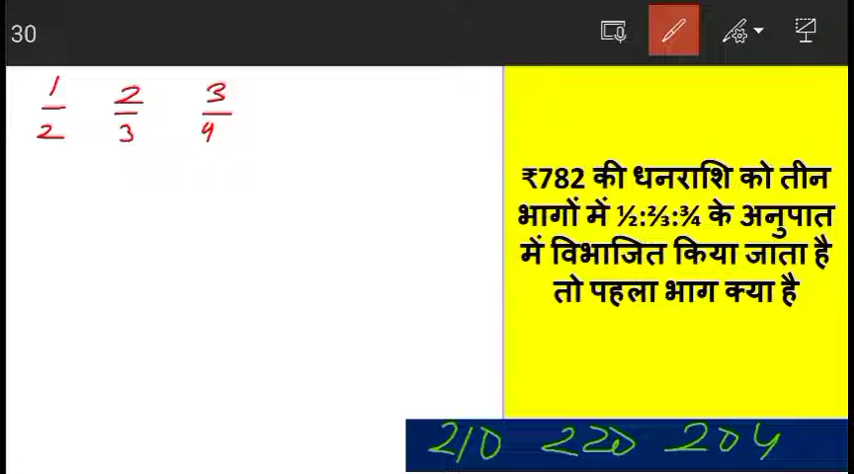 30
1 2 3
2 3 4
₹782 की धनराशि को तीन
भागों में ½:⅔:¾ के अनुपात
में विभाजित किया जाता है
तो पहला भाग क्या है
210 220 204